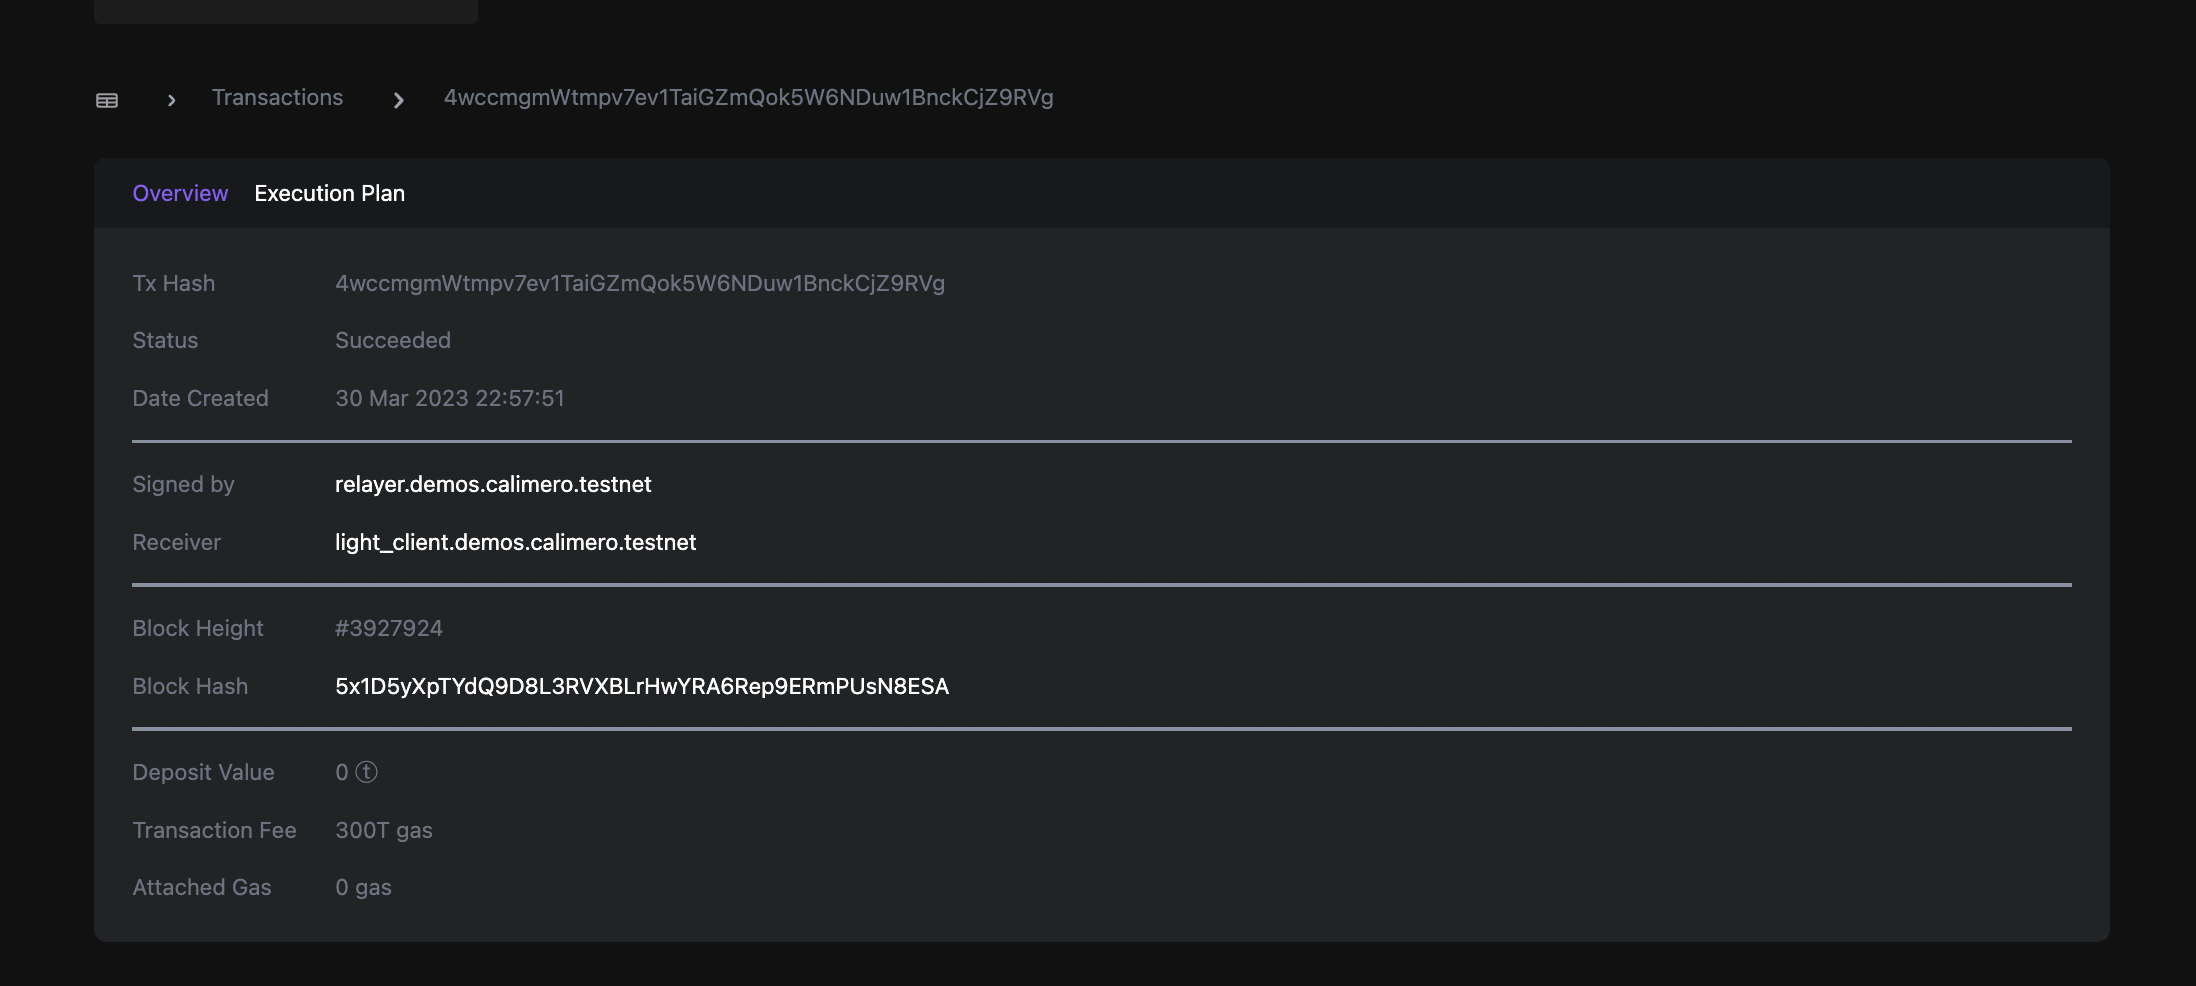 Transactions 4wccmgmWtmpv7ev1TaiGZmQok5W6NDuw1BnckCjZ9RVg
Overview Execution Plan
Tx Hash 4wccmgmWtmpv7ev1TaiGZmQok5W6NDuw1BnckCjZ9RVg
Status Succeeded
Date Created 30 Mar 2023 22:57:51
Signed by relayer.demos.calimero.testnet
Receiver light_client.demos.calimero.testnet
Block Height #3927924
Block Hash 5x1D5yXpTYdQ9D8L3RVXBLrHwYRA6Rep9ERmPUsN8ESA
Deposit Value 0 ⓣ
Transaction Fee 300T gas
Attached Gas 0 gas